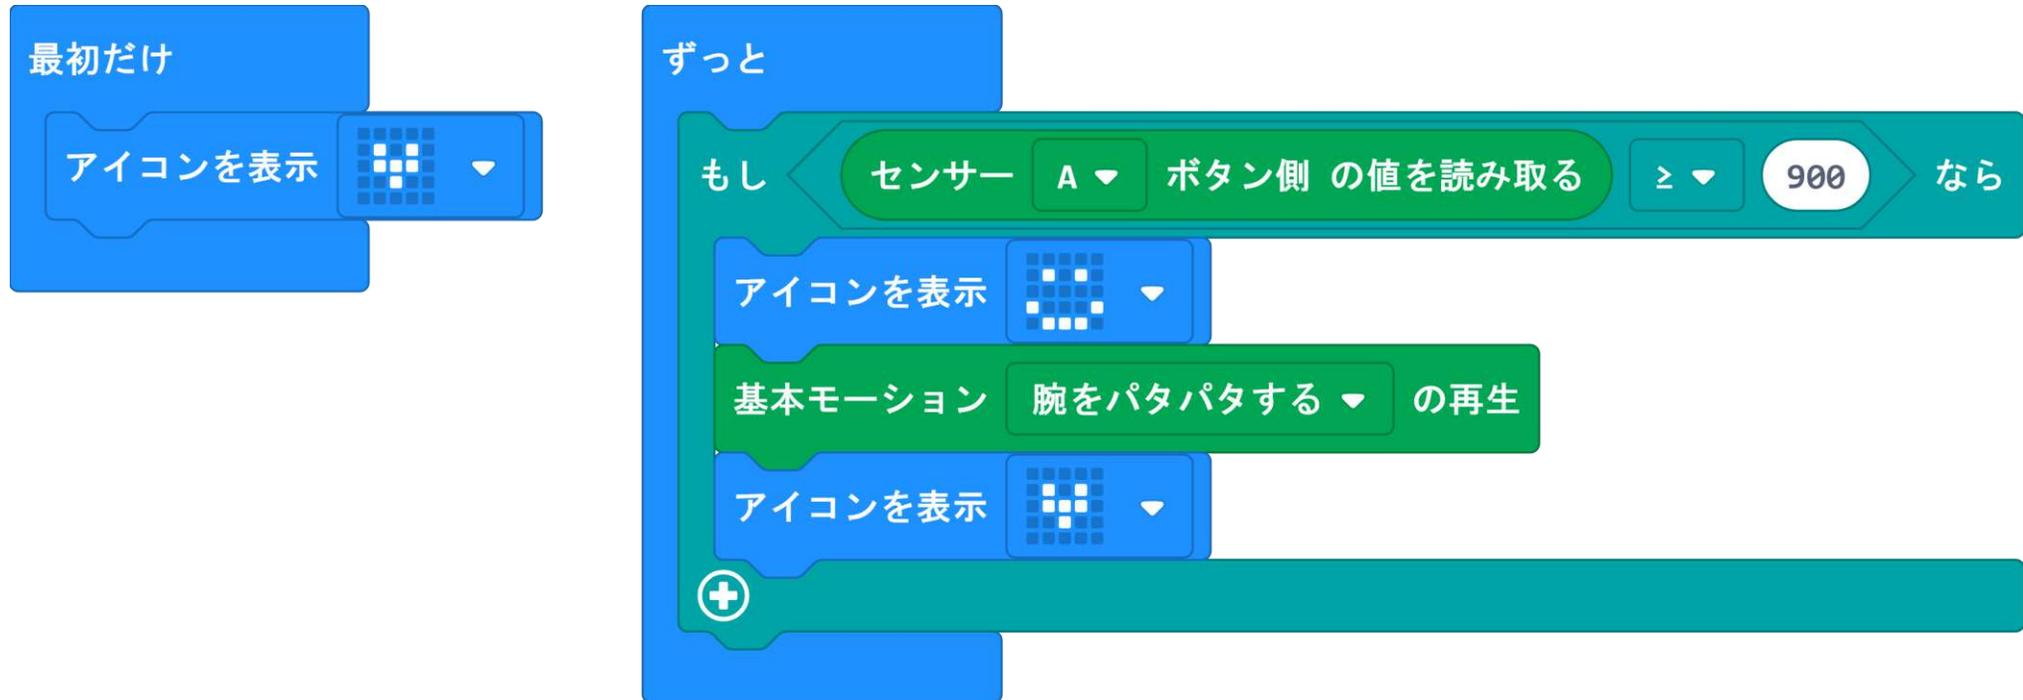 最初だけ
アイコンを表示
ずっと
もし センサー A ボタン側 の値を読み取る ≥ 900 なら
アイコンを表示
基本モーション 腕をパタパタする の再生
アイコンを表示